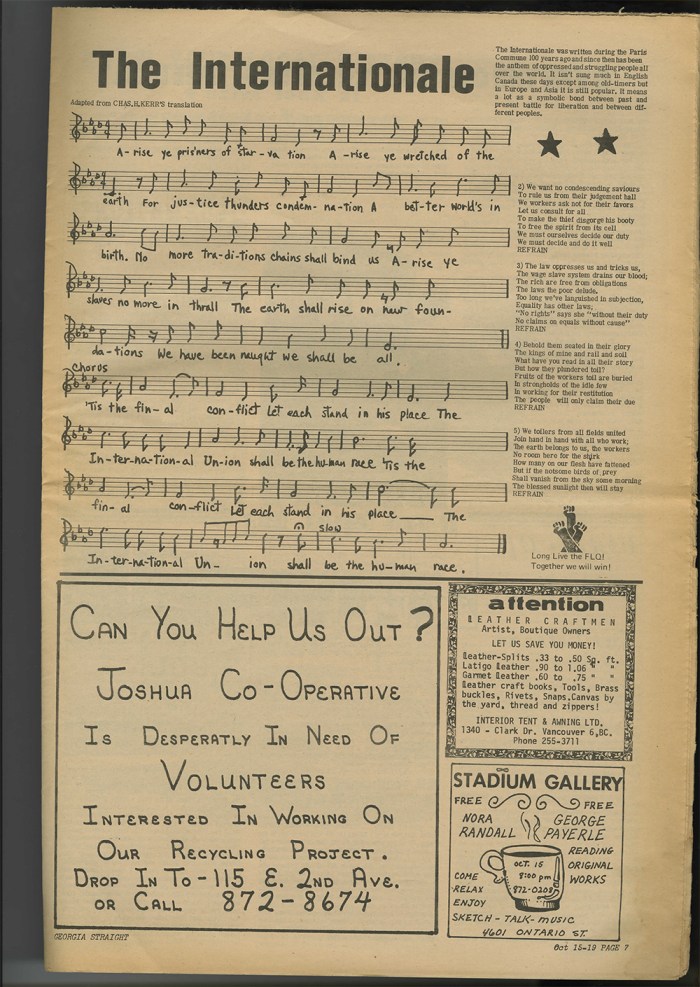 The Internationale
Adapted from CHAS.H.KERR'S translation
The Internationale was written during the Paris
Commune 100 years ago and since then has been
the anthem of oppressed and struggling people all
over the world. It isn't sung much in English
Canada these days except among old-timers but
in Europe and Asia it is still popular. It means
a lot as a symbolic bond between past and
present battle for liberation and between dif-
ferent peoples.
A-rise ye pris'ners of star-va tion A-rise ye wretched of the
earth For jus-tice thunders condem-na-tion A bet-ter world's in
birth. No more tra-di-tions chains shall bind us A-rise ye
slaves no more in thrall The earth shall rise on new foun-
da-tions We have been naught we shall be all.
chorus
'Tis the fin-al con-flict Let each stand in his place The
In-ter-na-tion-al Un-ion shall be the hu-man race 'Tis the
fin-al con-flict Let each stand in his place The
slow
In-ter-na-tion-al Un- ion shall be the hu-man race.
2) We want no condescending saviours
To rule us from their judgement hall
We workers ask not for their favors
Let us consult for all
To make the thief disgorge his booty
To free the spirit from its cell
We must ourselves decide our duty
We must decide and do it well
REFRAIN
3) The law oppresses us and tricks us,
The wage slave system drains our blood;
The rich are free from obligations
The laws the poor delude.
Too long we've languished in subjection,
Equality has other laws;
"No rights" says she "without their duty
No claims on equals without cause"
REFRAIN
4) Behold them seated in their glory
The kings of mine and rail and soil
What have you read in all their story
But how they plundered toil?
Fruits of the workers toil are buried
In strongholds of the idle few
In working for their restitution
The people will only claim their due
REFRAIN
5) We toilers from all fields united
Join hand in hand with all who work;
The earth belongs to us, the workers
No room here for the shirk
How many on our flesh have fattened
But if the noisome birds of prey
Shall vanish from the sky some morning
The blessed sunlight then will stay
REFRAIN
Long Live the FLQ!
Together we will win!
CAN YOU HELP US OUT?
JOSHUA CO-OPERATIVE
IS DESPERATLY IN NEED OF
VOLUNTEERS
INTERESTED IN WORKING ON
OUR RECYCLING PROJECT.
DROP IN TO - 115 E. 2ND AVE.
OR CALL 872-8674
attention
LEATHER CRAFTMEN
Artist, Boutique Owners
LET US SAVE YOU MONEY!
Leather-Splits .33 to .50 Sq. ft.
Latigo Leather .90 to 1.06 " "
Garmet Leather .60 to .75 " "
Leather craft books, Tools, Brass
buckles, Rivets, Snaps.Canvas by
the yard, thread and zippers!
INTERIOR TENT & AWNING LTD.
1340 - Clark Dr. Vancouver 6,BC.
Phone 255-3711
STADIUM GALLERY
FREE FREE
NORA RANDALL
GEORGE PAYERLE
READING
ORIGINAL
WORKS
OCT. 15
8:00 pm
872-0208
COME
RELAX
ENJOY
SKETCH - TALK - MUSIC
4601 ONTARIO ST.
GEORGIA STRAIGHT
Oct 15-19 PAGE 7